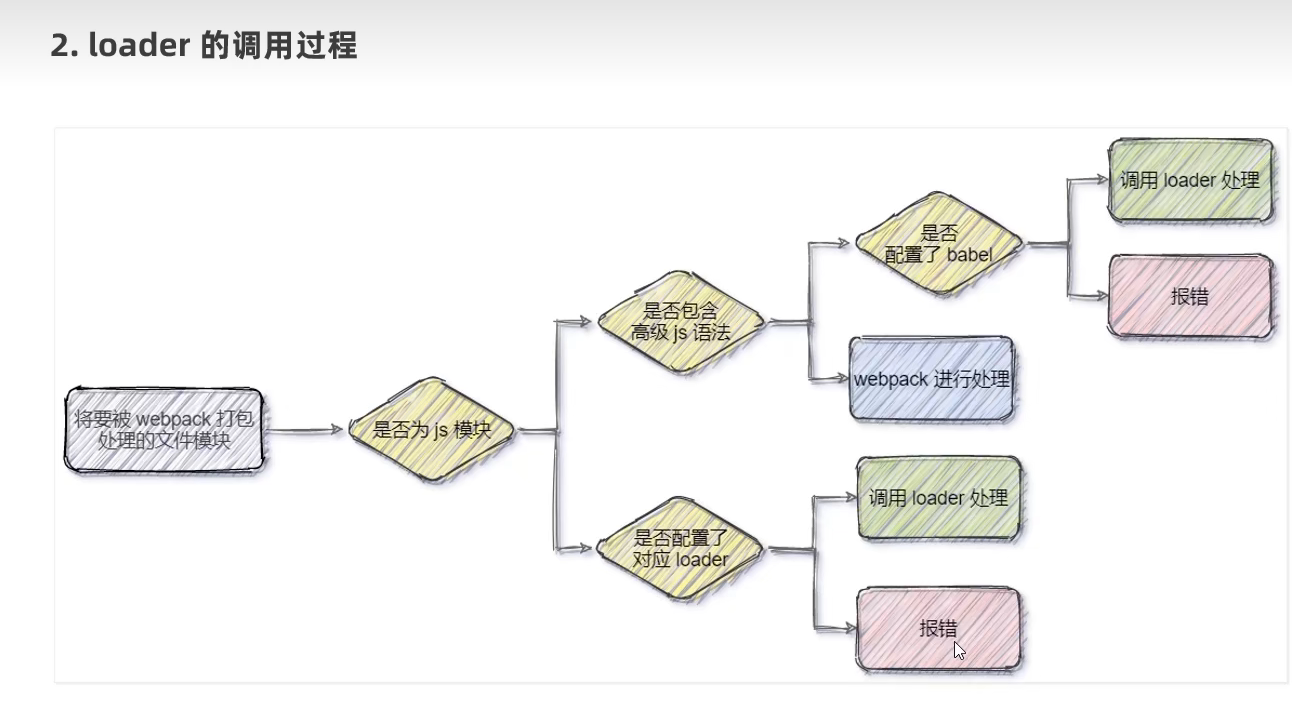 2. loader 的调用过程
将要被 webpack 打包
处理的文件模块
是否为 js 模块
是否包含
高级 js 语法
是否
配置了 babel
调用 loader 处理
报错
webpack 进行处理
是否配置了
对应 loader
调用 loader 处理
报错